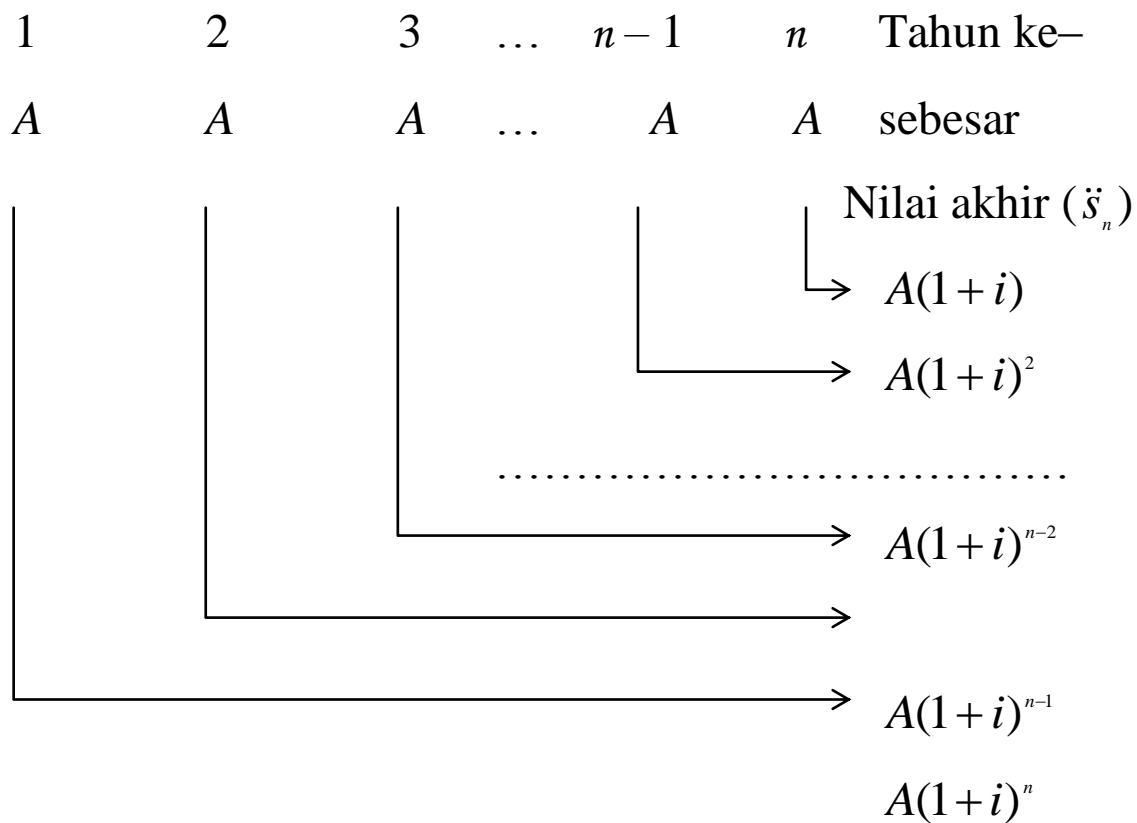 1 2 3 … n – 1 n Tahun ke–
A A A … A A sebesar
Nilai akhir (s̈ₙ)
A(1 + i)
A(1 + i)²
....................................
A(1 + i)ⁿ⁻²
A(1 + i)ⁿ⁻¹
A(1 + i)ⁿ